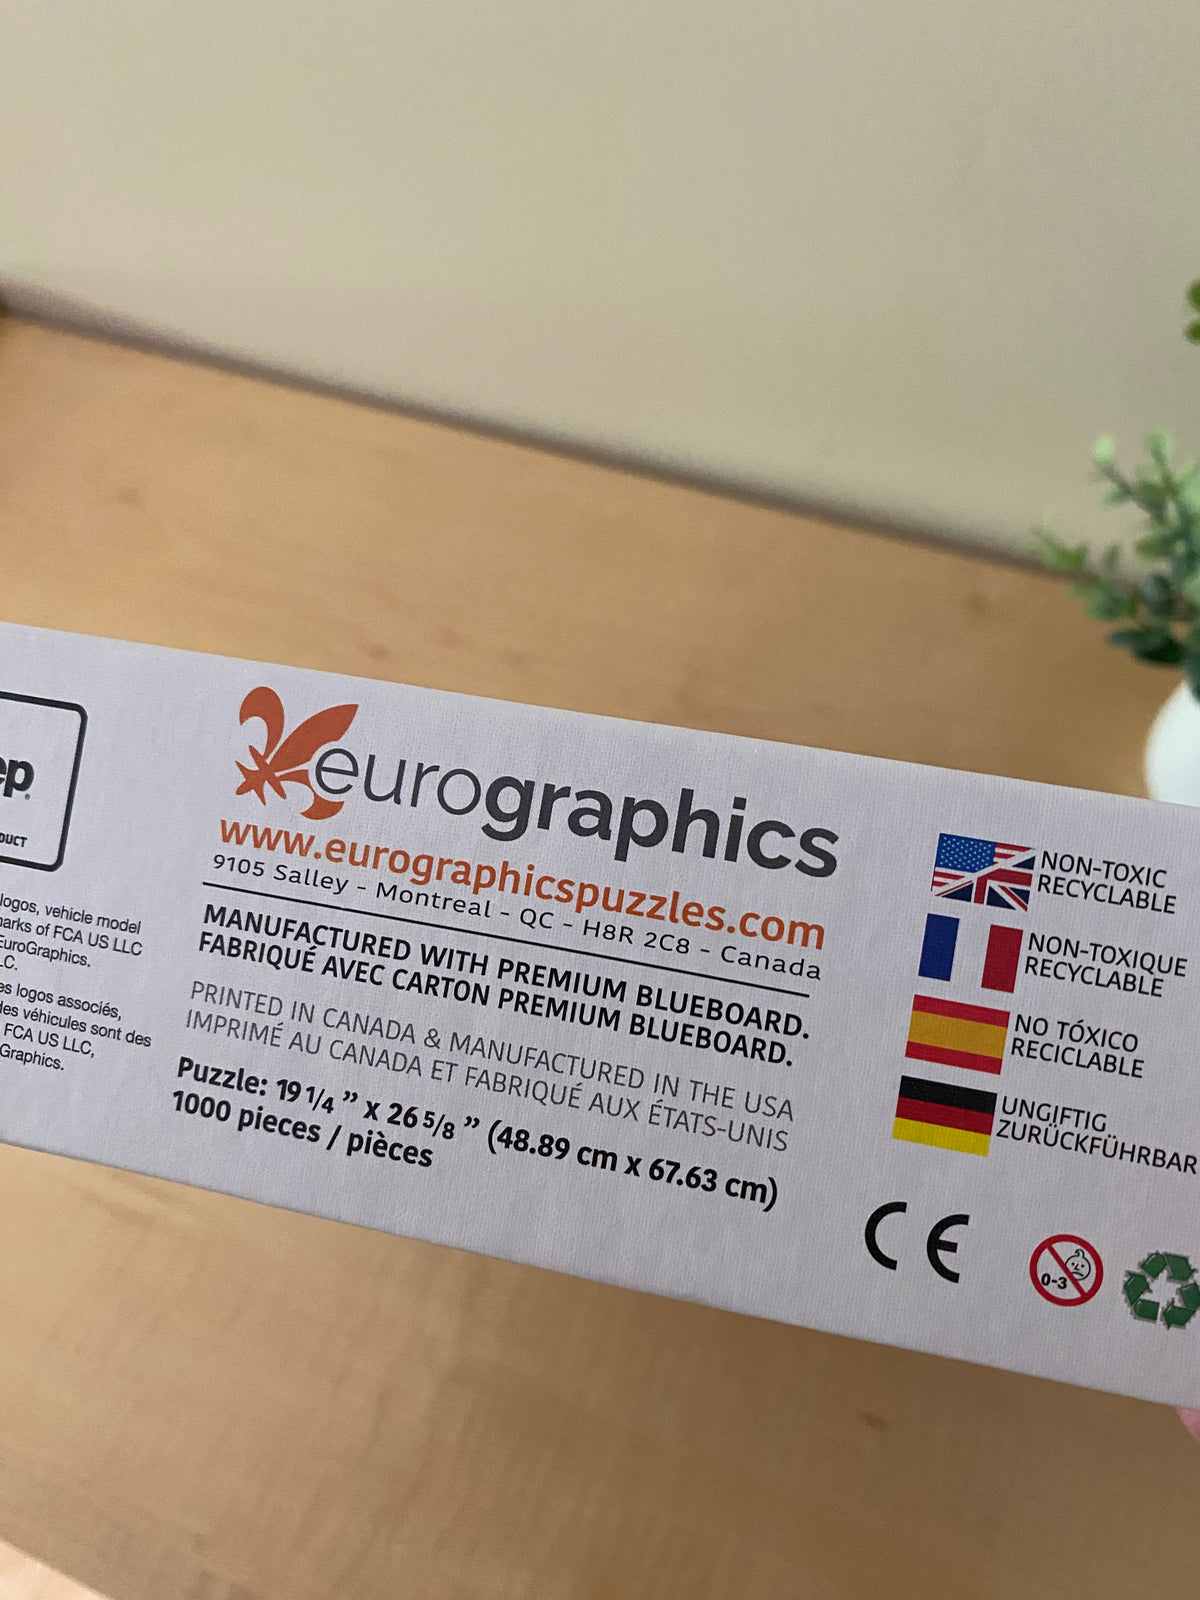 ep
DUCT
logos, vehicle model
marks of FCA US LLC
EuroGraphics.
LC.
es logos associés,
des véhicules sont des
FCA US LLC,
Graphics.
eurographics
www.eurographicspuzzles.com
9105 Salley - Montreal - QC - H8R 2C8 - Canada
MANUFACTURED WITH PREMIUM BLUEBOARD.
FABRIQUÉ AVEC CARTON PREMIUM BLUEBOARD.
PRINTED IN CANADA & MANUFACTURED IN THE USA
IMPRIMÉ AU CANADA ET FABRIQUÉ AUX ÉTATS-UNIS
Puzzle: 19 1/4 ” x 26 5/8 ” (48.89 cm x 67.63 cm)
1000 pieces / pièces
NON-TOXIC
RECYCLABLE
NON-TOXIQUE
RECYCLABLE
NO TÓXICO
RECICLABLE
UNGIFTIG
ZURÜCKFÜHRBAR
CE
0-3